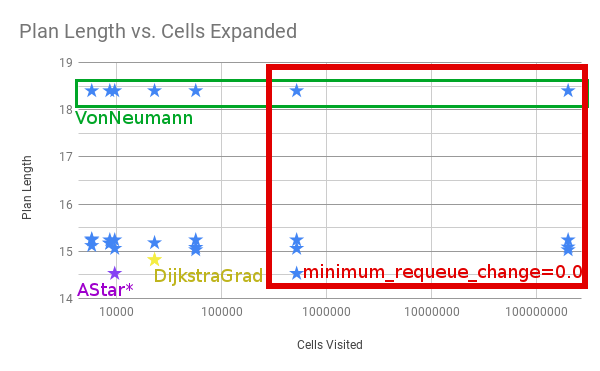 Plan Length vs. Cells Expanded
19
18
VonNeumann
17
16
15
minimum_requeue_change=0.0
DijkstraGrad
AStar*
14
10000 100000 1000000 10000000 100000000
Plan Length
Cells Visited